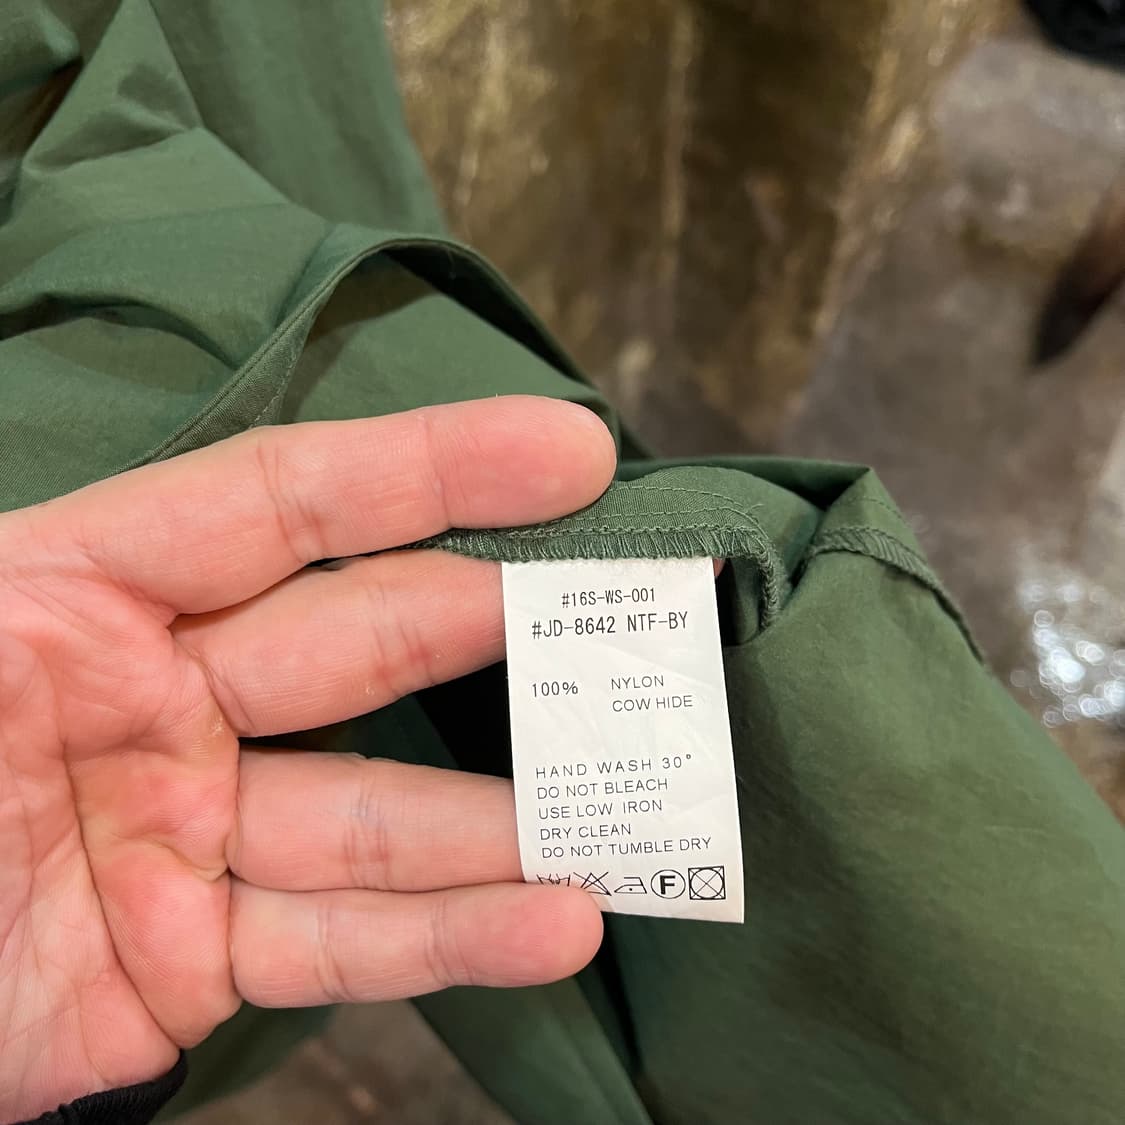 #16S-WS-001
#JD-8642 NTF-BY
100% NYLON
COW HIDE
HAND WASH 30°
DO NOT BLEACH
USE LOW IRON
DRY CLEAN
DO NOT TUMBLE DRY
F